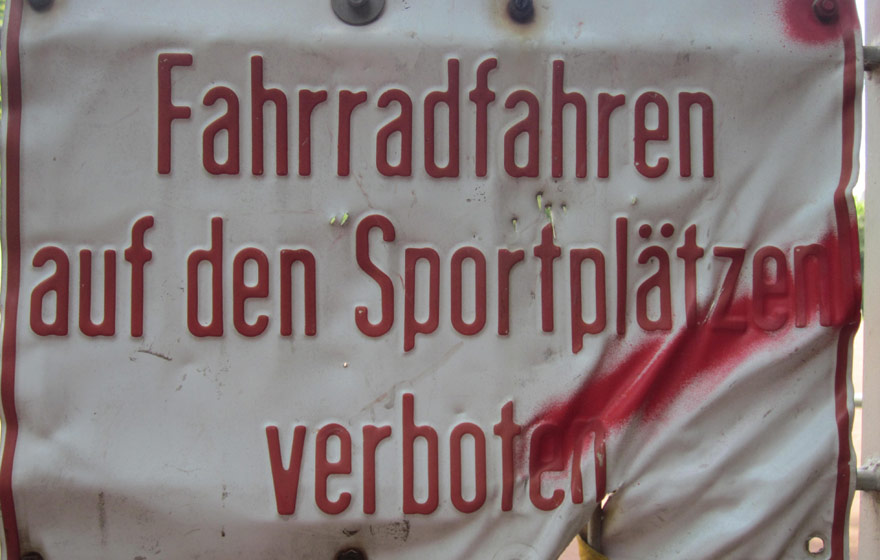 Fahrradfahren
auf den Sportplätzen
verboten